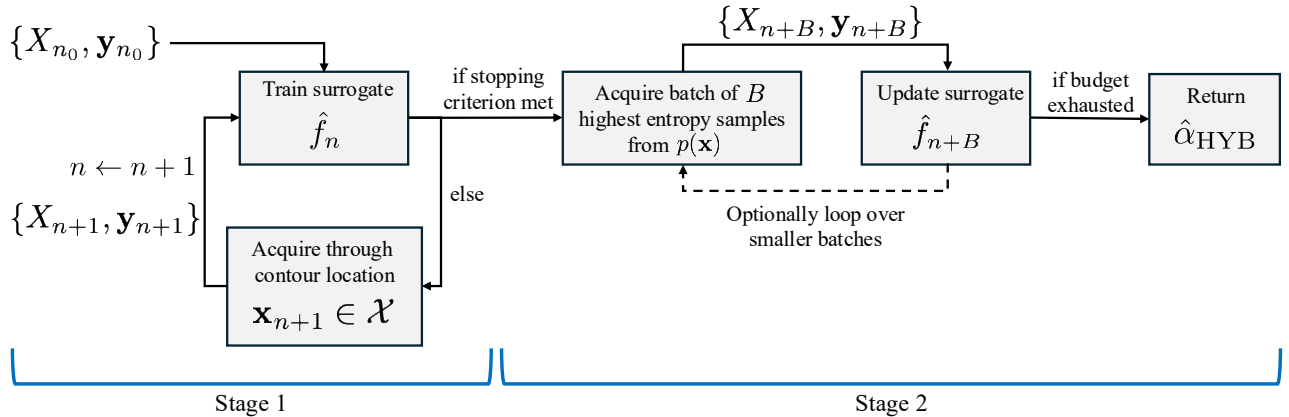 {X_{n_0}, y_{n_0}}
Train surrogate
f̂_n
n ← n + 1
{X_{n+1}, y_{n+1}}
Acquire through
contour location
x_{n+1} ∈ 𝒳
else
if stopping
criterion met
{X_{n+B}, y_{n+B}}
Acquire batch of B
highest entropy samples
from p(x)
Update surrogate
f̂_{n+B}
Optionally loop over
smaller batches
if budget
exhausted
Return
α̂_{HYB}
Stage 1
Stage 2